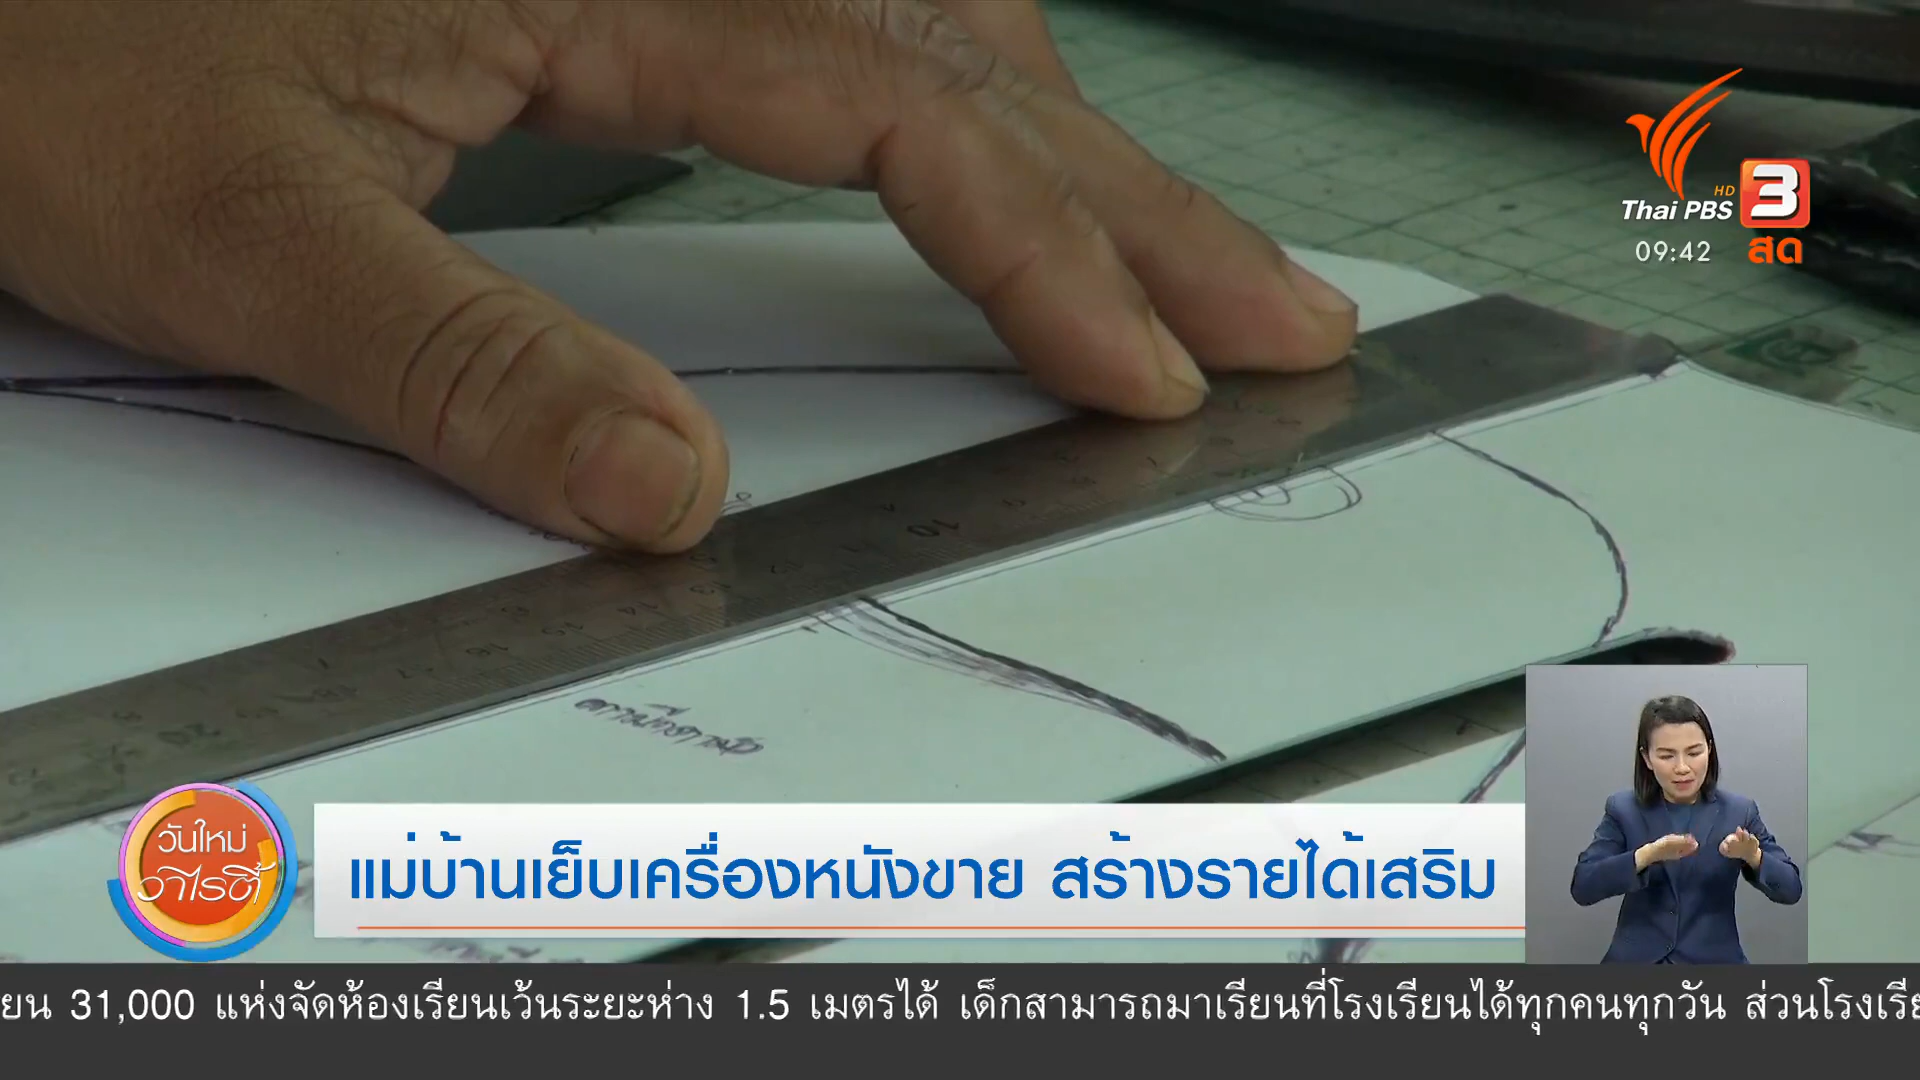 HD
Thai PBS 3
09:42 สด
วันใหม่
วาไรตี้
แม่บ้านเย็บเครื่องหนังขาย สร้างรายได้เสริม
ยน 31,000 แห่งจัดห้องเรียนเว้นระยะห่าง 1.5 เมตรได้ เด็กสามารถมาเรียนที่โรงเรียนได้ทุกคนทุกวัน ส่วนโรงเรีย